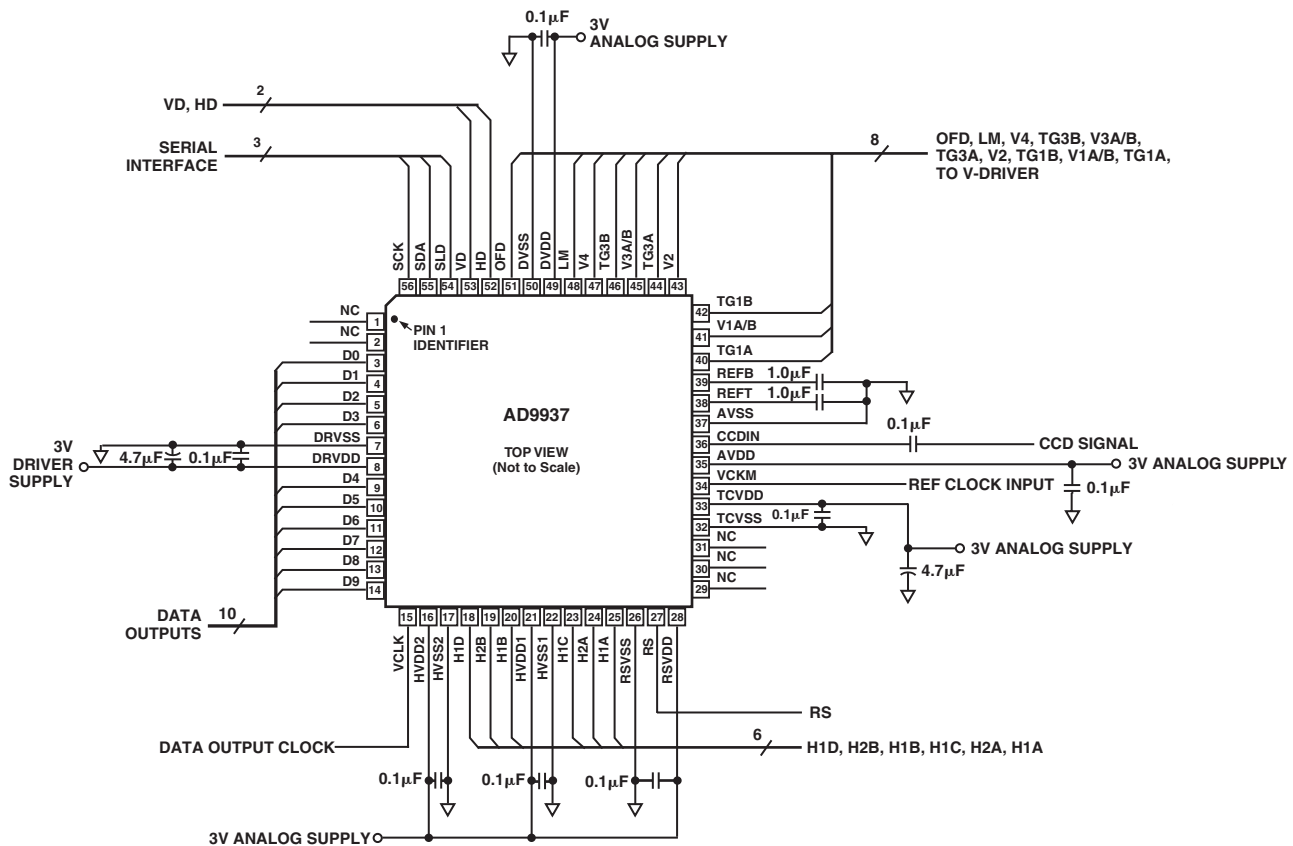 0.1µF
3V
ANALOG SUPPLY
VD, HD
2
SERIAL
INTERFACE
3
8
OFD, LM, V4, TG3B, V3A/B,
TG3A, V2, TG1B, V1A/B, TG1A,
TO V-DRIVER
SCK
SDA
SLD
VD
HD
OFD
DVSS
DVDD
LM
V4
TG3B
V3A/B
TG3A
V2
56
55
54
53
52
51
50
49
48
47
46
45
44
43
NC
1
PIN 1
IDENTIFIER
NC
2
D0
3
D1
4
D2
5
D3
6
DRVSS
7
DRVDD
8
D4
9
D5
10
D6
11
D7
12
D8
13
D9
14
3V
DRIVER
SUPPLY
4.7µF
0.1µF
DATA
OUTPUTS
10
AD9937
TOP VIEW
(Not to Scale)
42
TG1B
41
V1A/B
40
TG1A
39
REFB
1.0µF
38
REFT
1.0µF
37
AVSS
36
CCDIN
0.1µF
CCD SIGNAL
35
AVDD
3V ANALOG SUPPLY
34
VCKM
REF CLOCK INPUT
0.1µF
33
TCVDD
0.1µF
32
TCVSS
31
NC
3V ANALOG SUPPLY
30
NC
4.7µF
29
NC
15
16
17
18
19
20
21
22
23
24
25
26
27
28
VCLK
HVDD2
HVSS2
H1D
H2B
H1B
HVDD1
HVSS1
H1C
H2A
H1A
RSVSS
RS
RSVDD
RS
DATA OUTPUT CLOCK
6
H1D, H2B, H1B, H1C, H2A, H1A
0.1µF
0.1µF
0.1µF
3V ANALOG SUPPLY